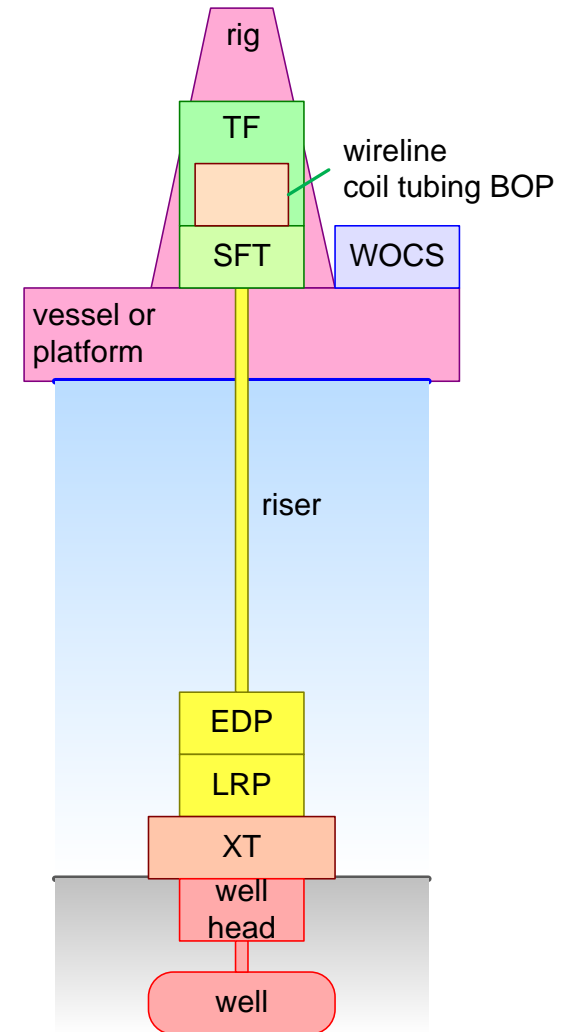 rig
TF
wireline
coil tubing BOP
SFT
WOCS
vessel or
platform
riser
EDP
LRP
XT
well
head
well